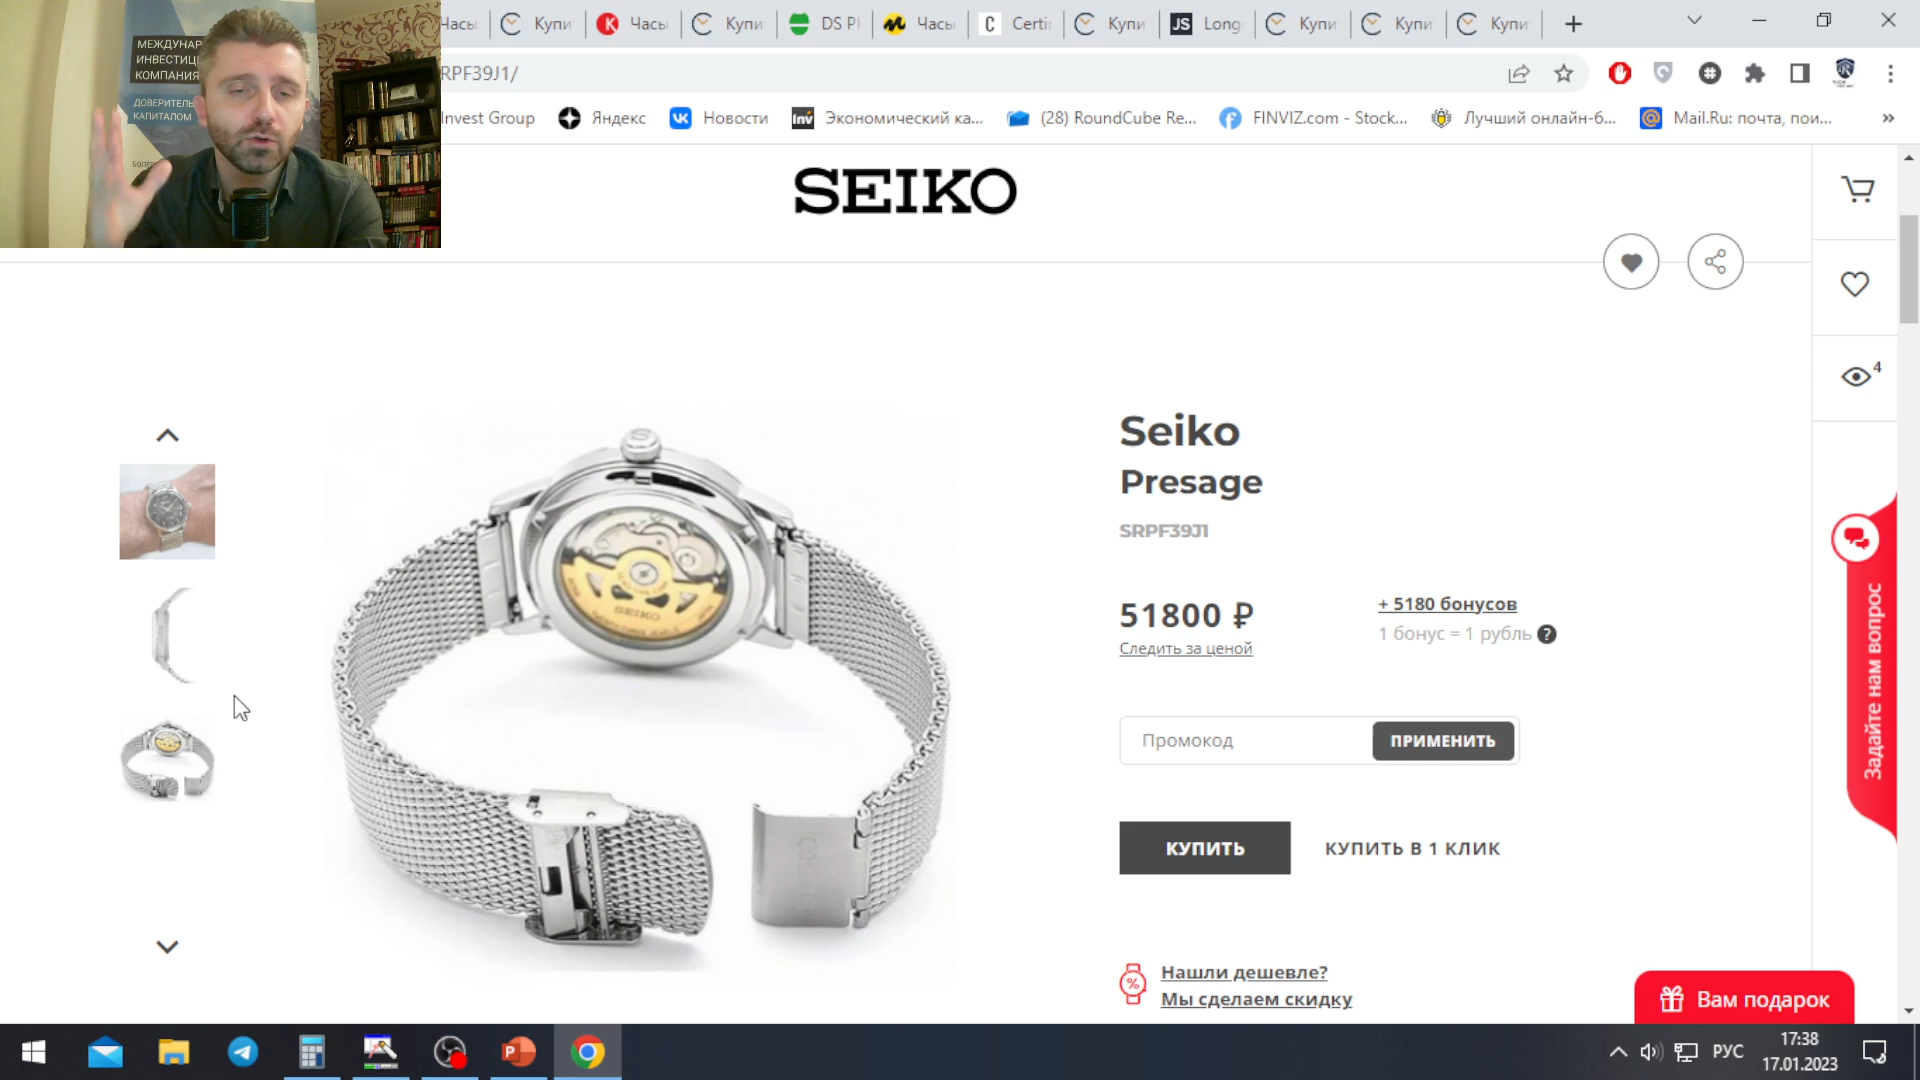 МЕЖДУНАР
ИНВЕСТИЦ
КОМПАНИЯ
ДОВЕРИТЕЛЬ
КАПИТАЛОМ
Часы
Купи
Часы
Купи
DS P
Часы
Certi
Купи
Long
Купи
Купи
Купи
RPF39J1/
Invest Group
Яндекс
Новости
Inv
Экономический ка...
(28) RoundCube Re...
FINVIZ.com - Stock...
Лучший онлайн-б...
Mail.Ru: почта, пои...
»
SEIKO
4
Seiko
Presage
SRPF39J1
51800 ₽
+ 5180 бонусов
Следить за ценой
1 бонус = 1 рубль ?
Промокод
ПРИМЕНИТЬ
КУПИТЬ
КУПИТЬ В 1 КЛИК
Нашли дешевле?
Мы сделаем скидку
Задайте нам вопрос
Вам подарок
SEIKO
РУС
17:38
17.01.2023